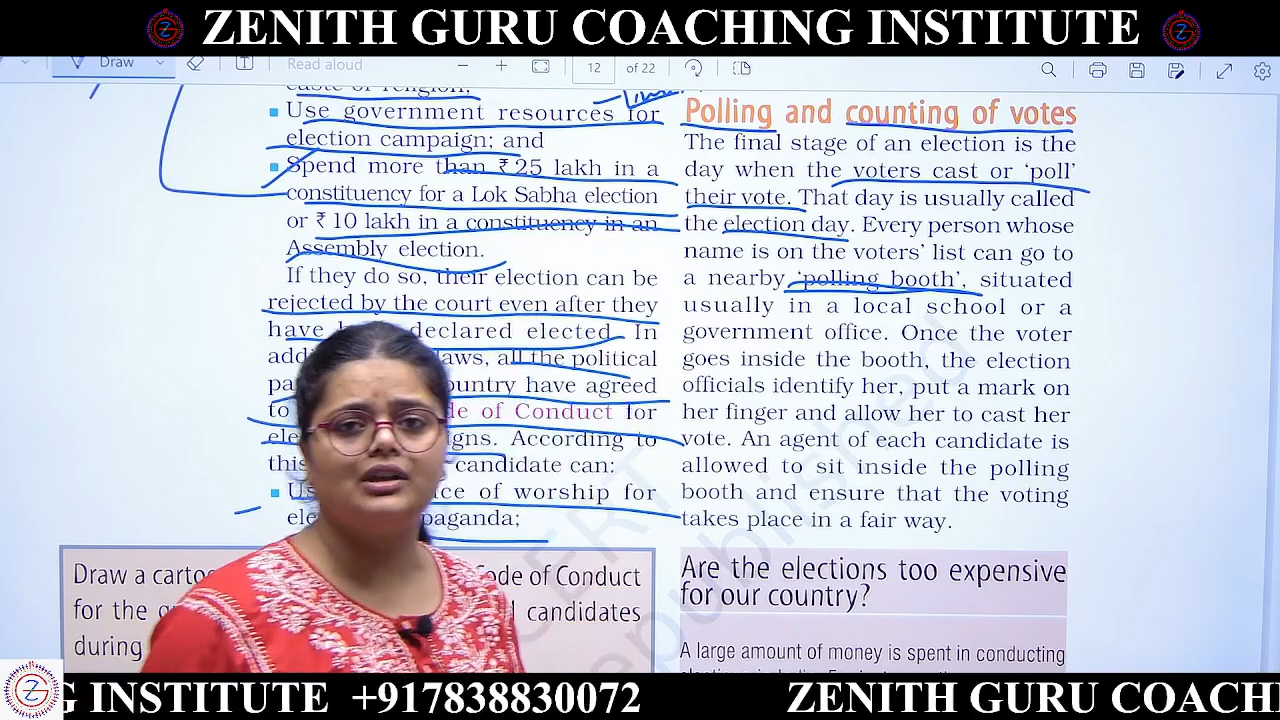 ZENITH GURU COACHING INSTITUTE
Draw
Read aloud
12 of 22
caste or religion;
Use government resources for
election campaign; and
Spend more than ₹ 25 lakh in a
constituency for a Lok Sabha election
or ₹ 10 lakh in a constituency in an
Assembly election.
If they do so, their election can be
rejected by the court even after they
have declared elected. In
laws, all the political
country have agreed
to de of Conduct for
According to
this candidate can:
of worship for
Polling and counting of votes
The final stage of an election is the
day when the voters cast or 'poll'
their vote. That day is usually called
the election day. Every person whose
name is on the voters' list can go to
a nearby 'polling booth', situated
usually in a local school or a
government office. Once the voter
goes inside the booth, the election
officials identify her, put a mark on
her finger and allow her to cast her
vote. An agent of each candidate is
allowed to sit inside the polling
booth and ensure that the voting
takes place in a fair way.
Draw a Code of Conduct
for the candidates
during
Are the elections too expensive
for our country?
A large amount of money is spent in conducting
G INSTITUTE +917838830072 ZENITH GURU COACHI